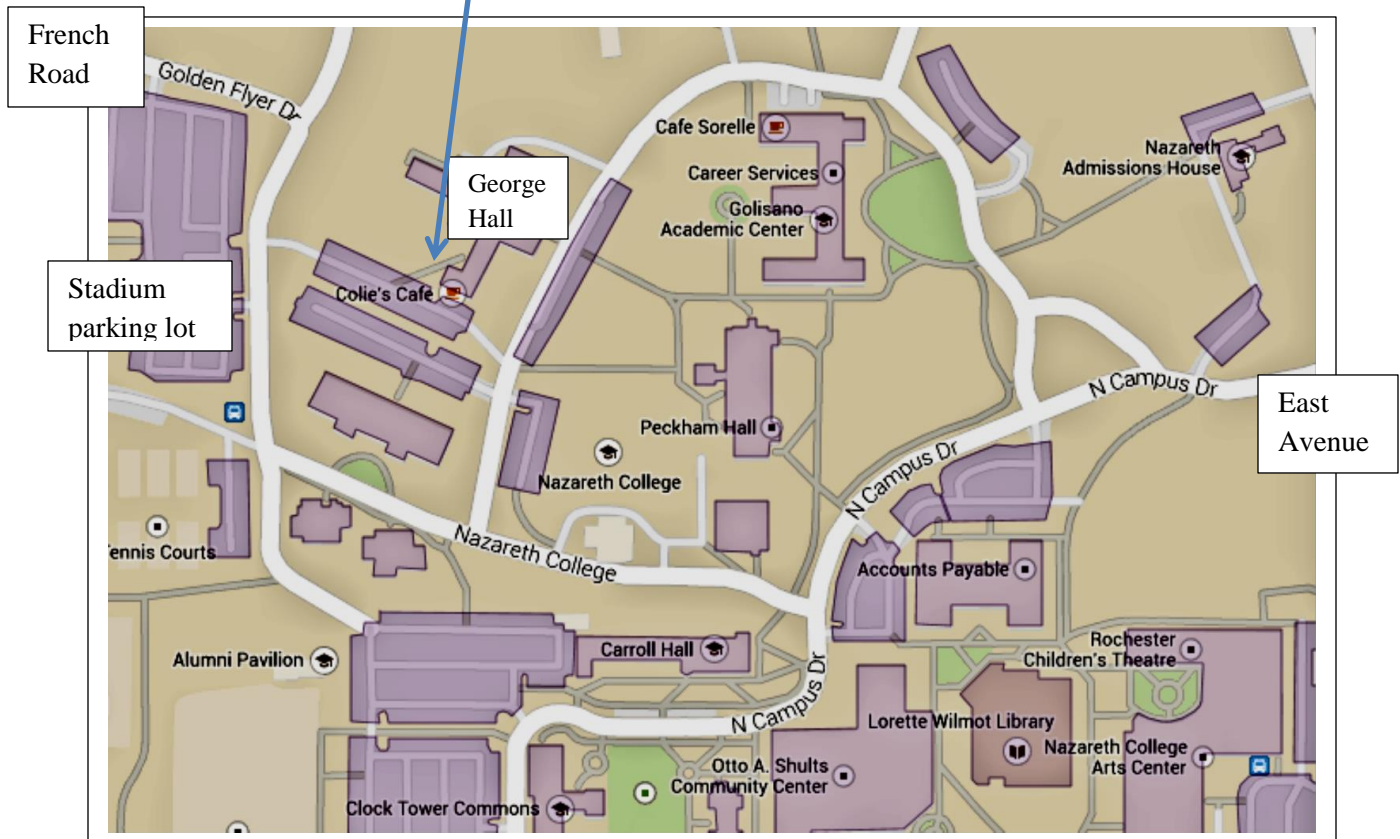 French
Road
Golden Flyer Dr
Cafe Sorelle
Career Services
Golisano
Academic Center
Nazareth
Admissions House
George
Hall
Colie's Café
Stadium
parking lot
N Campus Dr
East
Avenue
Peckham Hall
Nazareth College
N Campus Dr
Tennis Courts
Nazareth College
Accounts Payable
Alumni Pavilion
Carroll Hall
Rochester
Children's Theatre
N Campus Dr
Lorette Wilmot Library
Otto A. Shults
Community Center
Nazareth College
Arts Center
Clock Tower Commons